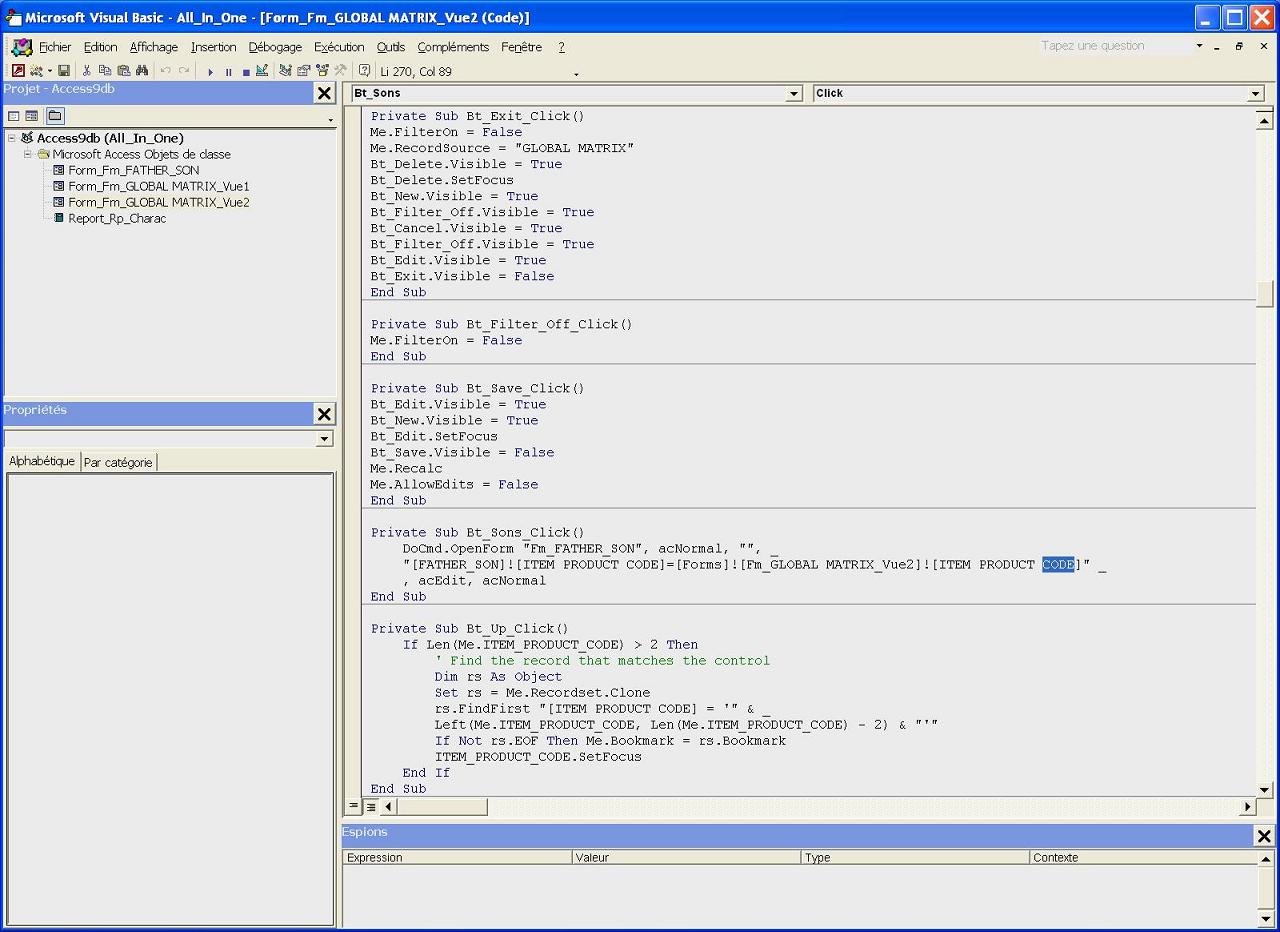 Microsoft Visual Basic - All_In_One - [Form_Fm_GLOBAL MATRIX_Vue2 (Code)]
Fichier Edition Affichage Insertion Débogage Exécution Outils Compléments Fenêtre ? Tapez une question
Li 270, Col 89
Projet - Access9db
Access9db (All_In_One)
Microsoft Access Objets de classe
Form_Fm_FATHER_SON
Form_Fm_GLOBAL MATRIX_Vue1
Form_Fm_GLOBAL MATRIX_Vue2
Report_Rp_Charac
Propriétés
Alphabétique Par catégorie
Bt_Sons Click
Private Sub Bt_Exit_Click()
Me.FilterOn = False
Me.RecordSource = "GLOBAL MATRIX"
Bt_Delete.Visible = True
Bt_Delete.SetFocus
Bt_New.Visible = True
Bt_Filter_Off.Visible = True
Bt_Cancel.Visible = True
Bt_Filter_Off.Visible = True
Bt_Edit.Visible = True
Bt_Exit.Visible = False
End Sub
Private Sub Bt_Filter_Off_Click()
Me.FilterOn = False
End Sub
Private Sub Bt_Save_Click()
Bt_Edit.Visible = True
Bt_New.Visible = True
Bt_Edit.SetFocus
Bt_Save.Visible = False
Me.Recalc
Me.AllowEdits = False
End Sub
Private Sub Bt_Sons_Click()
DoCmd.OpenForm "Fm_FATHER_SON", acNormal, "", _
"[FATHER_SON]![ITEM PRODUCT CODE]=[Forms]![Fm_GLOBAL MATRIX_Vue2]![ITEM PRODUCT CODE]" _
, acEdit, acNormal
End Sub
Private Sub Bt_Up_Click()
If Len(Me.ITEM_PRODUCT_CODE) > 2 Then
' Find the record that matches the control
Dim rs As Object
Set rs = Me.Recordset.Clone
rs.FindFirst "[ITEM PRODUCT CODE] = '" & _
Left(Me.ITEM_PRODUCT_CODE, Len(Me.ITEM_PRODUCT_CODE) - 2) & "'"
If Not rs.EOF Then Me.Bookmark = rs.Bookmark
ITEM_PRODUCT_CODE.SetFocus
End If
End Sub
Espions
Expression Valeur Type Contexte